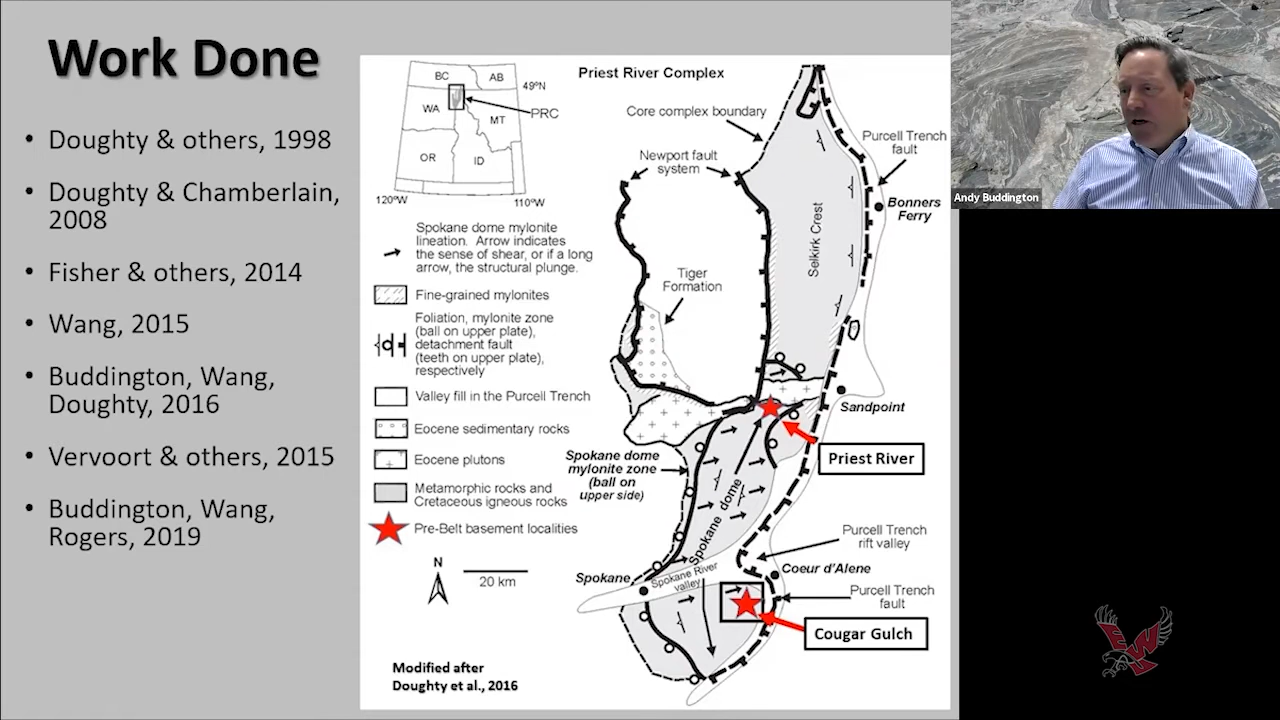 Work Done
• Doughty & others, 1998
• Doughty & Chamberlain,
2008
• Fisher & others, 2014
• Wang, 2015
• Buddington, Wang,
Doughty, 2016
• Vervoort & others, 2015
• Buddington, Wang,
Rogers, 2019
Priest River Complex
BC
AB
49ºN
WA
PRC
MT
OR
ID
120ºW
110ºW
Core complex boundary
Purcell Trench
fault
Newport fault
system
Bonners
Ferry
Selkirk Crest
Tiger
Formation
Spokane dome mylonite
lineation. Arrow indicates
the sense of shear, or if a long
arrow, the structural plunge.
Fine-grained mylonites
Foliation, mylonite zone
(ball on upper plate),
detachment fault
(teeth on upper plate),
respectively
Valley fill in the Purcell Trench
Eocene sedimentary rocks
Eocene plutons
Metamorphic rocks and
Cretaceous igneous rocks
Pre-Belt basement localities
N
20 km
Sandpoint
Priest River
Spokane dome
mylonite zone
(ball on
upper side)
Spokane dome
Purcell Trench
rift valley
Coeur d'Alene
Spokane
Spokane River
valley
Purcell Trench
fault
Cougar Gulch
Modified after
Doughty et al., 2016
Andy Buddington
EWU